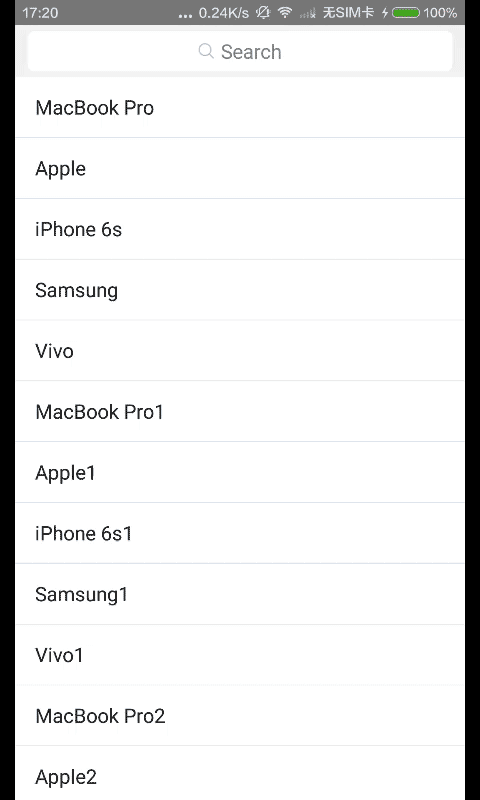 17:20 ... 0.24K/s 无SIM卡 100%
Search
MacBook Pro
Apple
iPhone 6s
Samsung
Vivo
MacBook Pro1
Apple1
iPhone 6s1
Samsung1
Vivo1
MacBook Pro2
Apple2